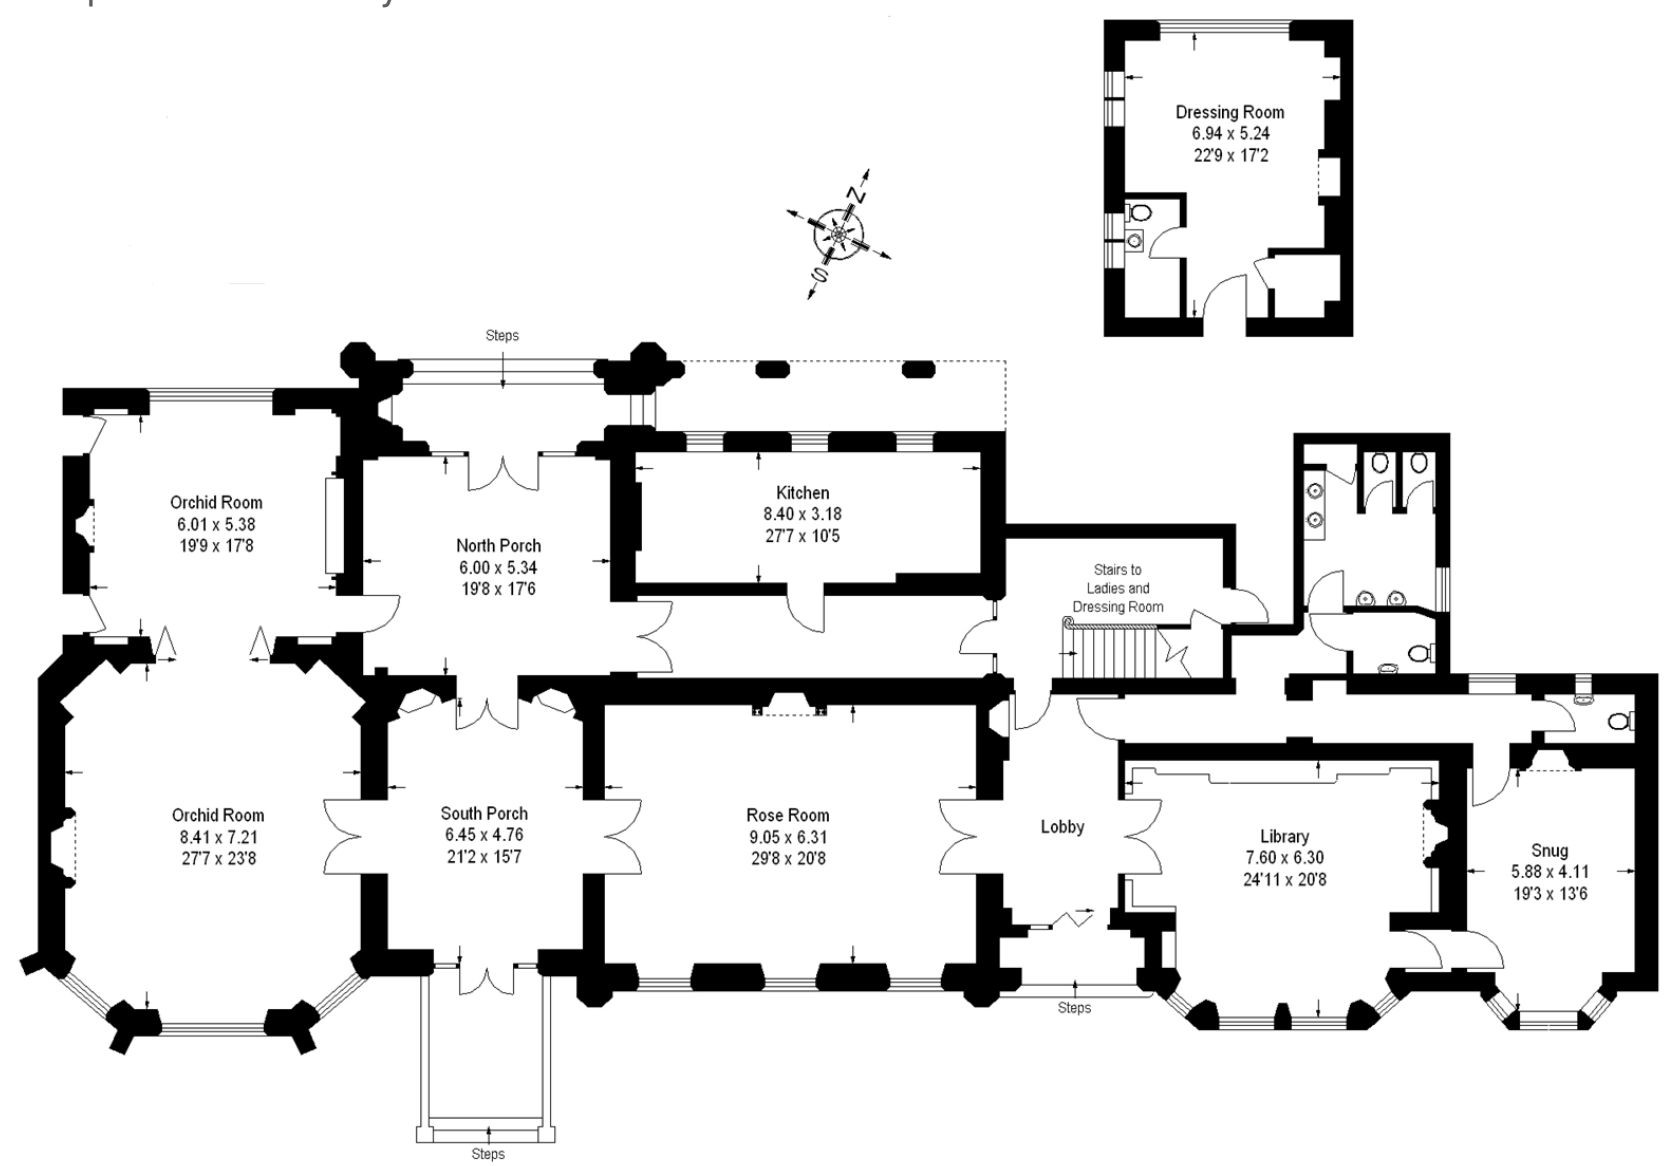 Dressing Room
6.94 x 5.24
22'9 x 17'2
N
S
Steps
Orchid Room
6.01 x 5.38
19'9 x 17'8
North Porch
6.00 x 5.34
19'8 x 17'6
Kitchen
8.40 x 3.18
27'7 x 10'5
Stairs to
Ladies and
Dressing Room
Orchid Room
8.41 x 7.21
27'7 x 23'8
South Porch
6.45 x 4.76
21'2 x 15'7
Rose Room
9.05 x 6.31
29'8 x 20'8
Lobby
Library
7.60 x 6.30
24'11 x 20'8
Snug
5.88 x 4.11
19'3 x 13'6
Steps
Steps